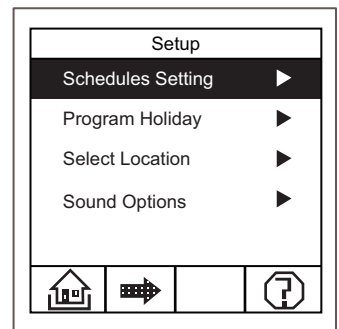 Setup
Schedules Setting
Program Holiday
Select Location
Sound Options
?